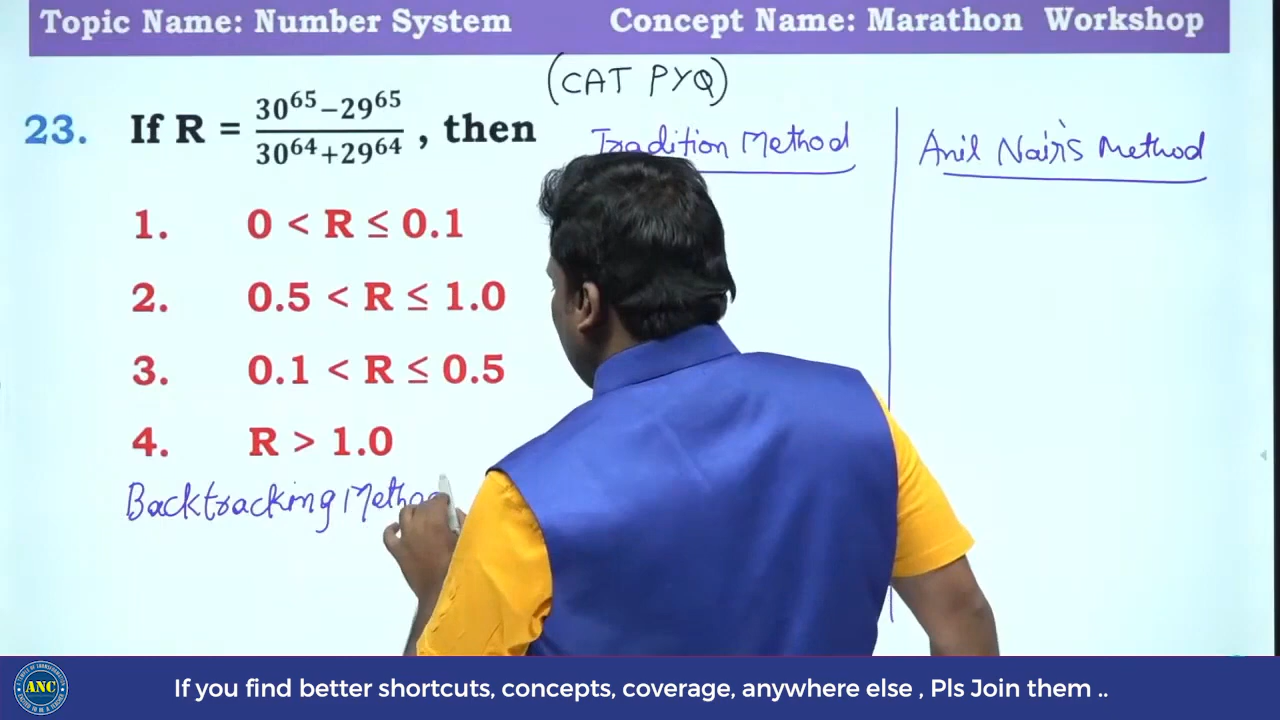 Topic Name: Number System Concept Name: Marathon Workshop
(CAT PYQ)
23. If R = (30^65 − 29^65) / (30^64 + 29^64) , then
Tradition Method
Anil Nair's Method
1. 0 < R ≤ 0.1
2. 0.5 < R ≤ 1.0
3. 0.1 < R ≤ 0.5
4. R > 1.0
Backtracking Metho
ANC
If you find better shortcuts, concepts, coverage, anywhere else , Pls Join them ..